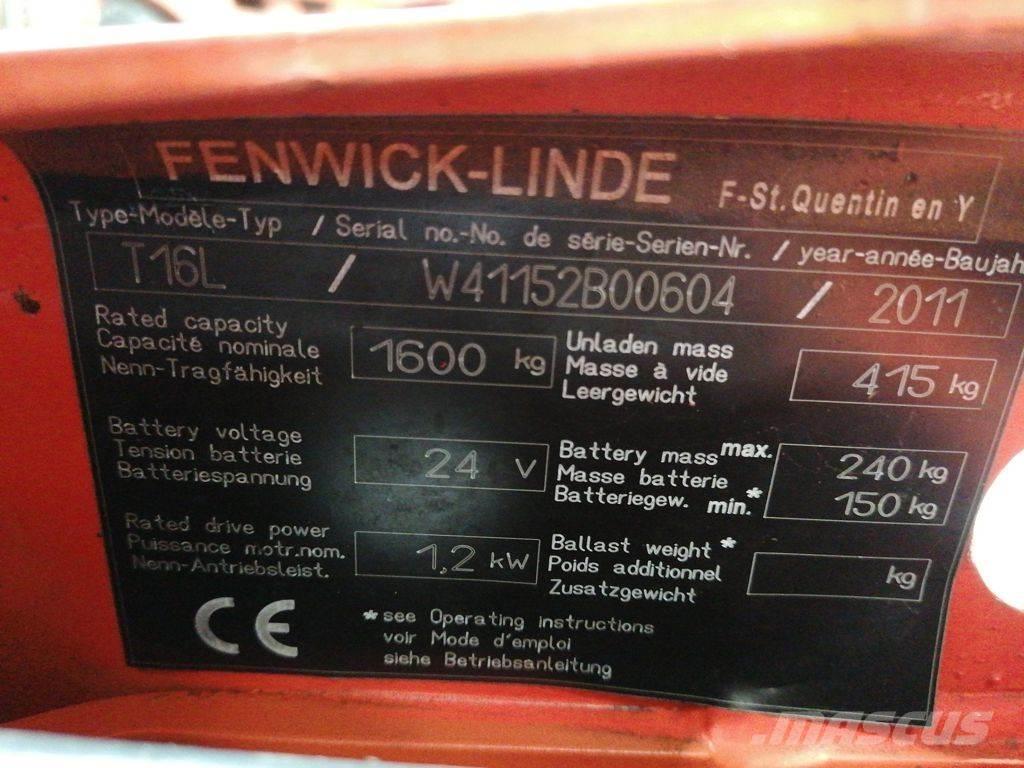 FENWICK-LINDE F-St.Quentin en Y
Type-Modèle-Typ / Serial no.-No. de série-Serien-Nr. / year-année-Baujah
T16L / W41152B00604 / 2011
Rated capacity
Capacité nominale
Nenn-Tragfähigkeit
1600 kg
Unladen mass
Masse à vide
Leergewicht
415 kg
Battery voltage
Tension batterie
Batteriespannung
24 V
Battery mass max.
Masse batterie
Batteriegew. min.*
240 kg
150 kg
Rated drive power
Puissance motr.nom.
Nenn-Antriebsleist.
1,2 kW
Ballast weight *
Poids additionnel
Zusatzgewicht
kg
CE
*see Operating instructions
voir Mode d'emploi
siehe Betriebsanleitung
MASCUS